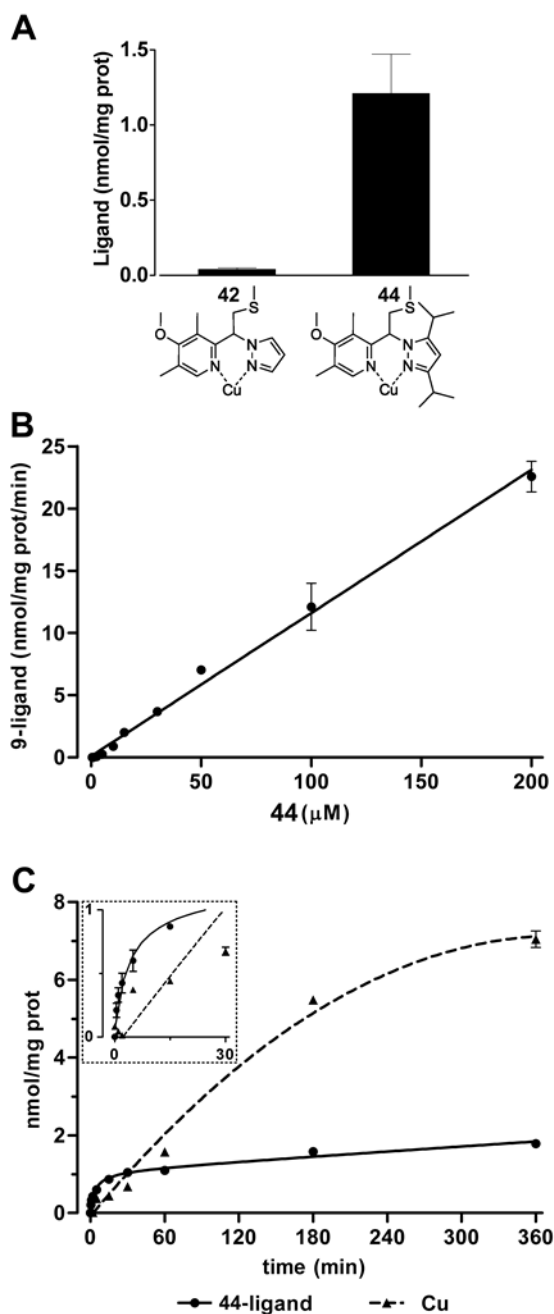 A
Ligand (nmol/mg prot)
1.5
1.0
0.5
0.0
42
44
S
O
N
N
N
Cu
S
O
N
N
N
Cu
B
9-ligand (nmol/mg prot/min)
25
20
15
10
5
0
0 50 100 150 200
44 (µM)
C
nmol/mg prot
8
6
4
2
0
1
0
0 30
0 60 120 180 240 300 360
time (min)
44-ligand Cu